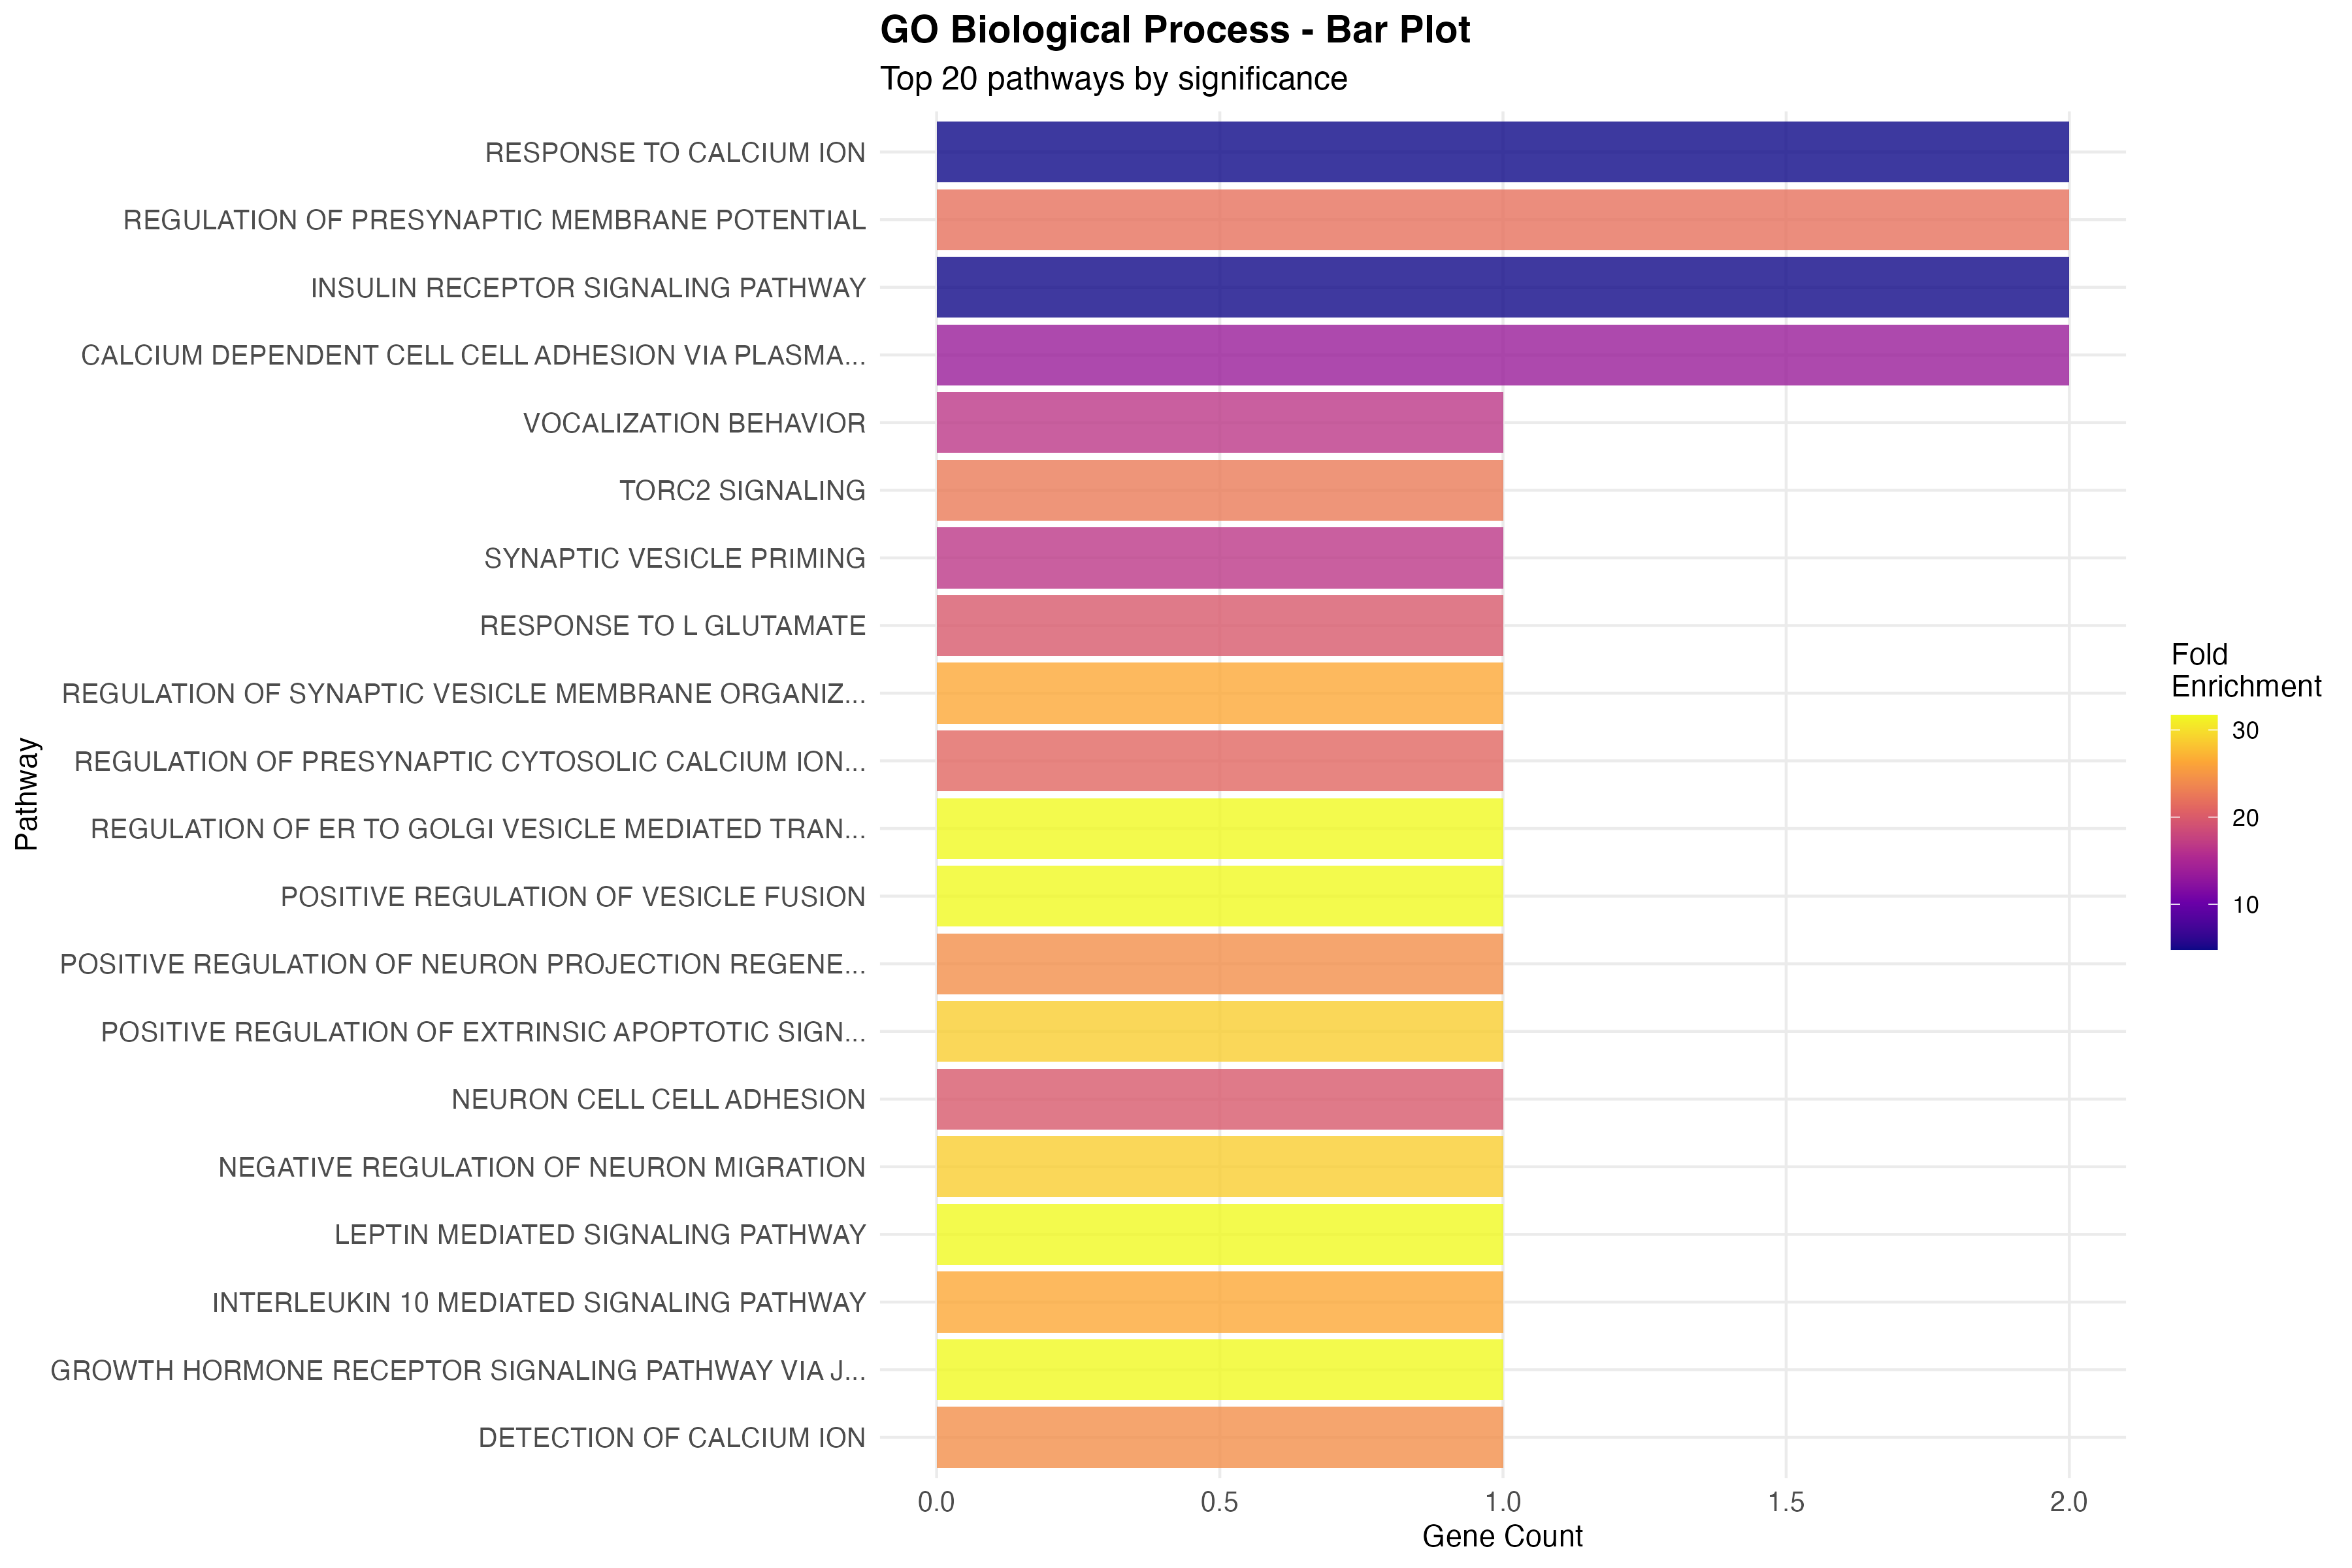 GO Biological Process - Bar Plot
Top 20 pathways by significance
Pathway
RESPONSE TO CALCIUM ION
REGULATION OF PRESYNAPTIC MEMBRANE POTENTIAL
INSULIN RECEPTOR SIGNALING PATHWAY
CALCIUM DEPENDENT CELL CELL ADHESION VIA PLASMA...
VOCALIZATION BEHAVIOR
TORC2 SIGNALING
SYNAPTIC VESICLE PRIMING
RESPONSE TO L GLUTAMATE
REGULATION OF SYNAPTIC VESICLE MEMBRANE ORGANIZ...
REGULATION OF PRESYNAPTIC CYTOSOLIC CALCIUM ION...
REGULATION OF ER TO GOLGI VESICLE MEDIATED TRAN...
POSITIVE REGULATION OF VESICLE FUSION
POSITIVE REGULATION OF NEURON PROJECTION REGENE...
POSITIVE REGULATION OF EXTRINSIC APOPTOTIC SIGN...
NEURON CELL CELL ADHESION
NEGATIVE REGULATION OF NEURON MIGRATION
LEPTIN MEDIATED SIGNALING PATHWAY
INTERLEUKIN 10 MEDIATED SIGNALING PATHWAY
GROWTH HORMONE RECEPTOR SIGNALING PATHWAY VIA J...
DETECTION OF CALCIUM ION
0.0 0.5 1.0 1.5 2.0
Gene Count
Fold
Enrichment
30
20
10